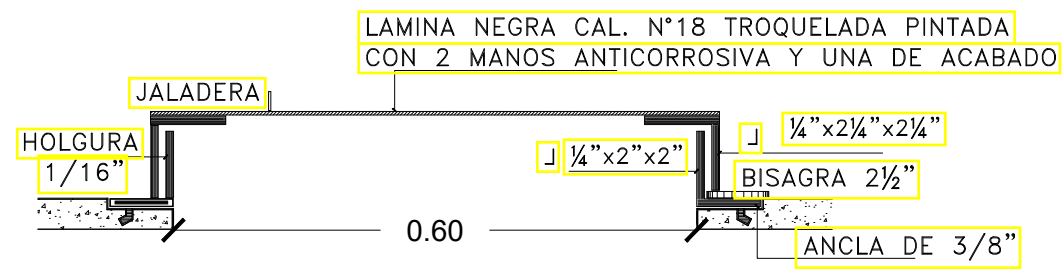 LAMINA NEGRA CAL. N°18 TROQUELADA PINTADA
CON 2 MANOS ANTICORROSIVA Y UNA DE ACABADO
JALADERA
HOLGURA
1/16”
¼”x2”x2”
¼”x2¼”x2¼”
BISAGRA 2½”
0.60
ANCLA DE 3/8”